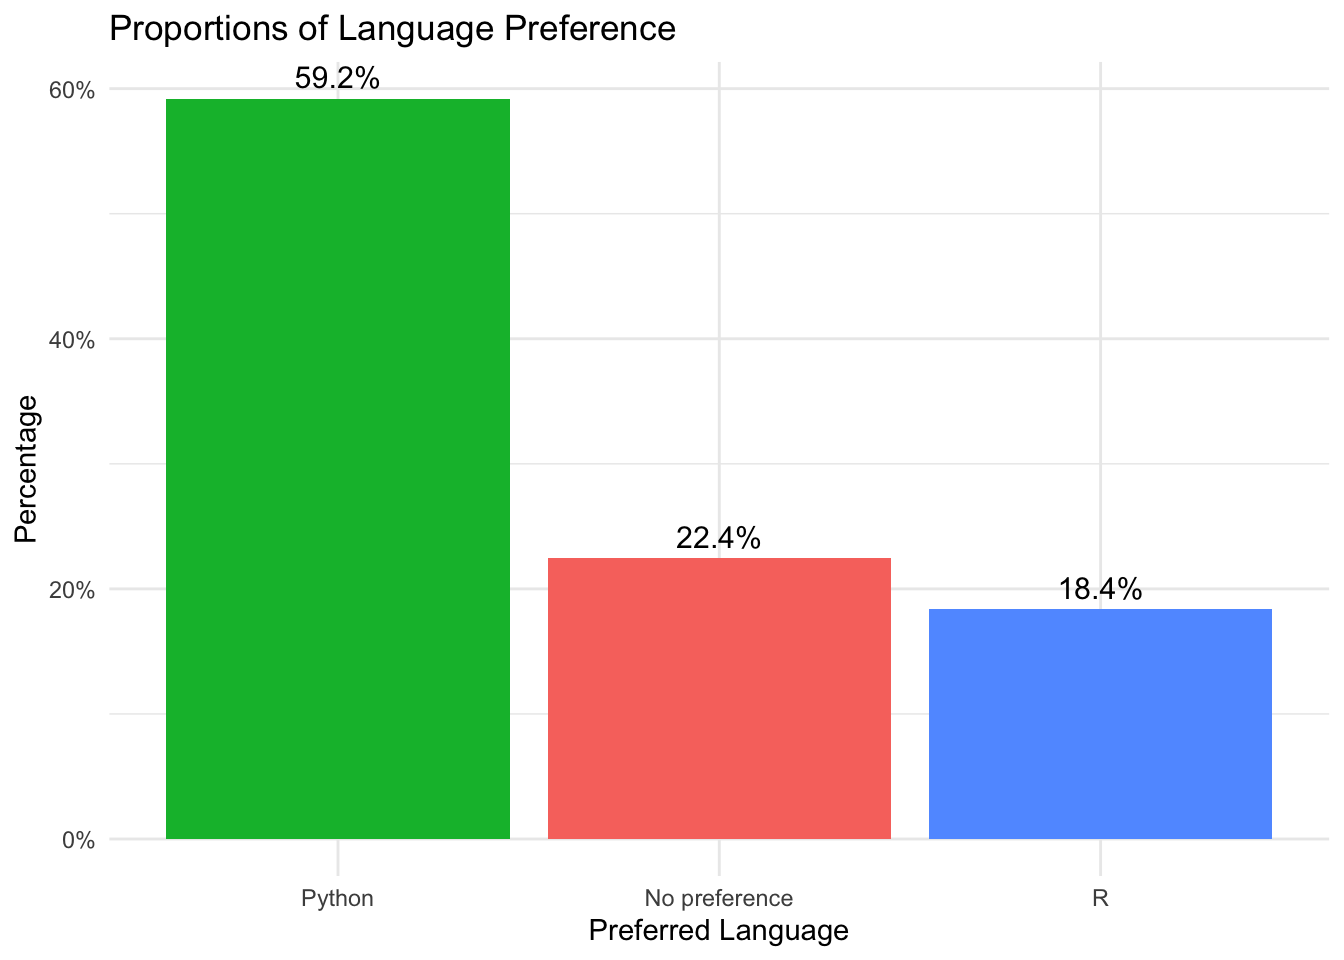 Proportions of Language Preference
59.2%
60%
40%
22.4%
18.4%
20%
0%
Percentage
Python
No preference
R
Preferred Language